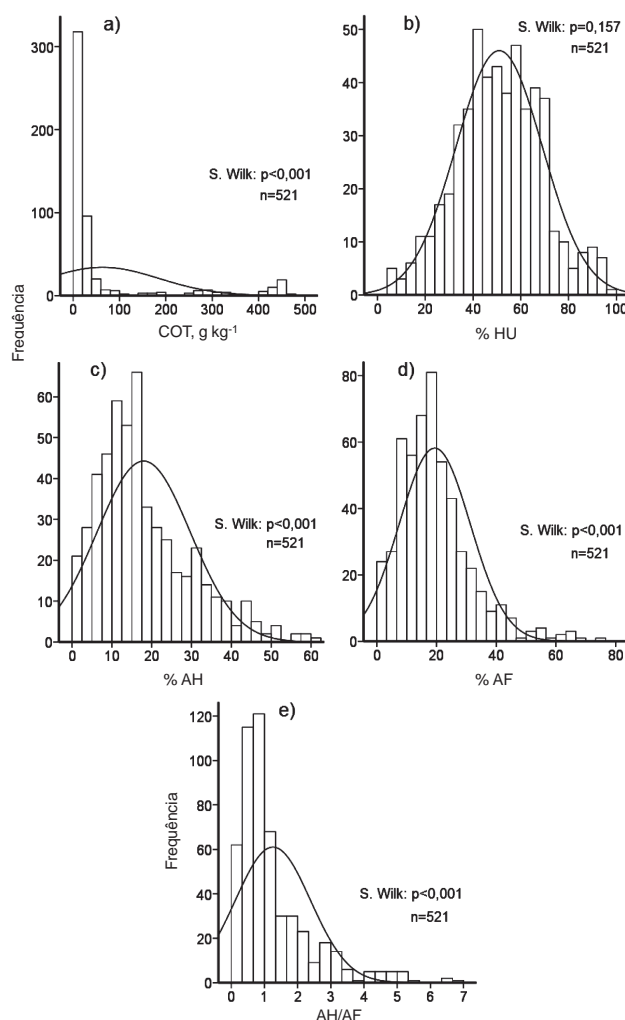 a)
S. Wilk: p<0,001
n=521
300
200
100
0
0 100 200 300 400 500
COT, g kg⁻¹
Frequência
b)
S. Wilk: p=0,157
n=521
50
40
30
20
10
0
0 20 40 60 80 100
% HU
c)
S. Wilk: p<0,001
n=521
60
50
40
30
20
10
0
0 10 20 30 40 50 60
% AH
d)
S. Wilk: p<0,001
n=521
80
60
40
20
0
0 20 40 60 80
% AF
e)
S. Wilk: p<0,001
n=521
120
100
80
60
40
20
0
0 1 2 3 4 5 6 7
AH/AF
Frequência